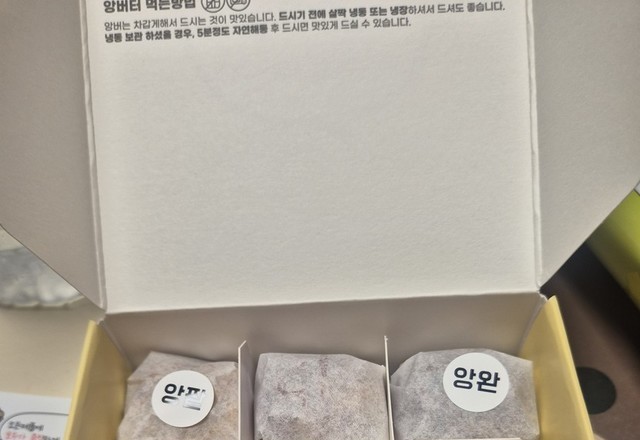 앙버터 먹는방법
앙버는 차갑게해서 드시는 것이 맛있습니다. 드시기 전에 살짝 냉동 또는 냉장하셔서 드셔도 좋습니다.
냉동 보관 하셨을 경우, 5분정도 자연해동 후 드시면 맛있게 드실 수 있습니다.
앙팥
앙완